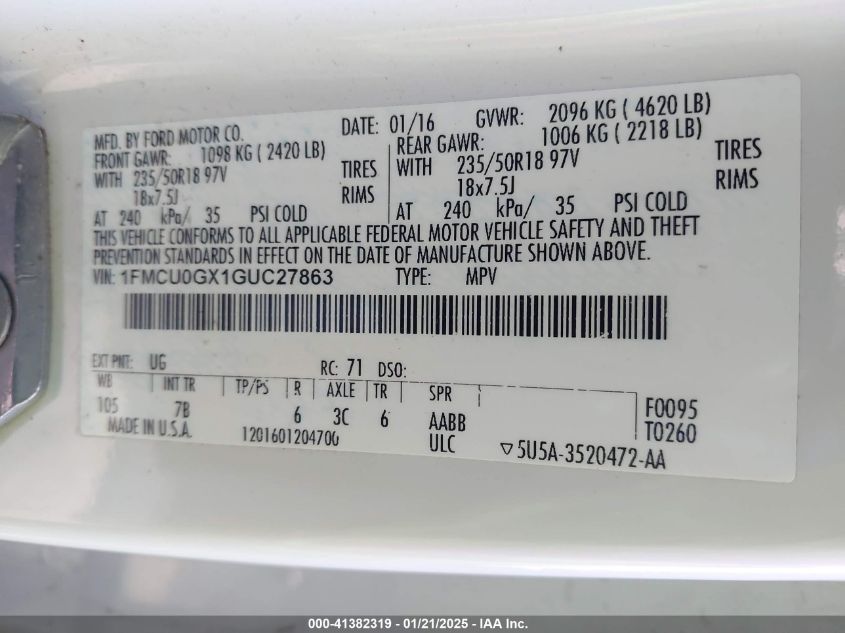 MFD. BY FORD MOTOR CO.
DATE: 01/16 GVWR: 2096 KG ( 4620 LB)
FRONT GAWR: 1098 KG ( 2420 LB)
REAR GAWR: 1006 KG ( 2218 LB)
WITH 235/50R18 97V TIRES
WITH 235/50R18 97V TIRES
18x7.5J RIMS
18x7.5J RIMS
AT 240 kPa/ 35 PSI COLD
AT 240 kPa/ 35 PSI COLD
THIS VEHICLE CONFORMS TO ALL APPLICABLE FEDERAL MOTOR VEHICLE SAFETY AND THEFT
PREVENTION STANDARDS IN EFFECT ON THE DATE OF MANUFACTURE SHOWN ABOVE.
VIN: 1FMCU0GX1GUC27863 TYPE: MPV
EXT PNT: UG RC: 71 DSO:
WB INT TR TP/PS R AXLE TR SPR
105 7B 6 3C 6 AABB F0095
MADE IN U.S.A. 1201601204700 ULC T0260
▽5U5A-3520472-AA
000-41382319 / 01/21/2025 - IAA Inc.